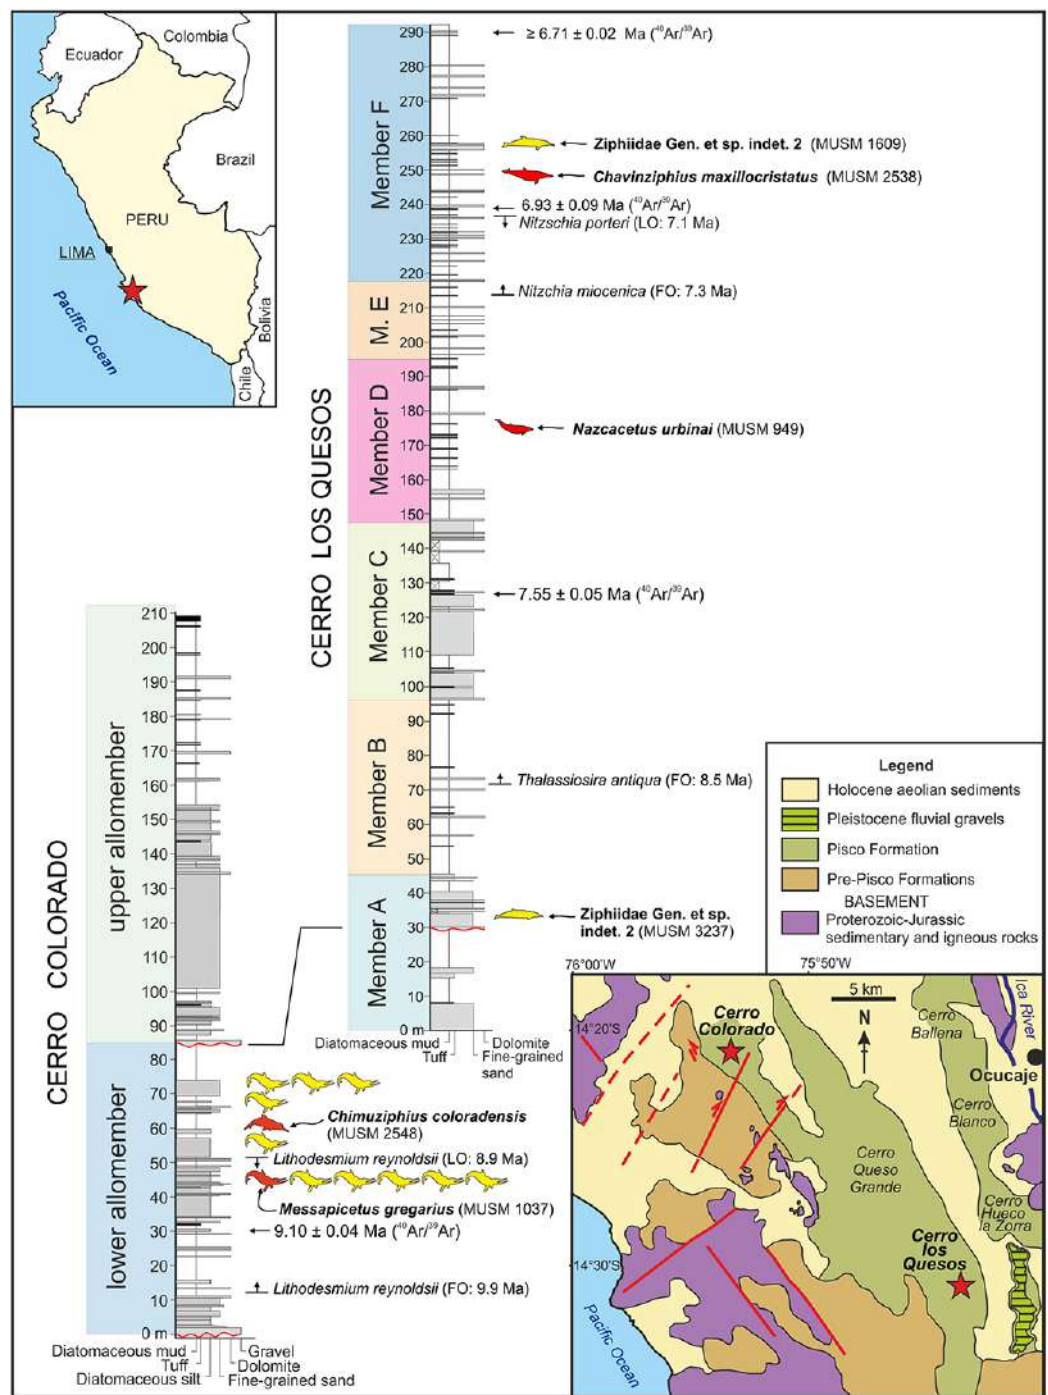 Colombia
Ecuador
Brazil
PERU
LIMA
Pacific Ocean
Bolivia
Chile
CERRO LOS QUESOS
Member F
M. E
Member D
Member C
Member B
Member A
290
280
270
260
250
240
230
220
210
200
190
180
170
160
150
140
130
120
110
100
90
80
70
60
50
40
30
20
10
0 m
≥ 6.71 ± 0.02 Ma (⁴⁰Ar/³⁹Ar)
Ziphiidae Gen. et sp. indet. 2 (MUSM 1609)
Chavinziphius maxillocristatus (MUSM 2538)
6.93 ± 0.09 Ma (⁴⁰Ar/³⁹Ar)
Nitzschia porteri (LO: 7.1 Ma)
Nitzchia miocenica (FO: 7.3 Ma)
Nazcacetus urbinai (MUSM 949)
7.55 ± 0.05 Ma (⁴⁰Ar/³⁹Ar)
Thalassiosira antiqua (FO: 8.5 Ma)
Ziphiidae Gen. et sp.
indet. 2 (MUSM 3237)
Diatomaceous mud
Tuff
Dolomite
Fine-grained
sand
CERRO COLORADO
upper allomember
lower allomember
210
200
190
180
170
160
150
140
130
120
110
100
90
80
70
60
50
40
30
20
10
0 m
Chimuziphius coloradensis
(MUSM 2548)
Lithodesmium reynoldsii (LO: 8.9 Ma)
Messapicetus gregarius (MUSM 1037)
9.10 ± 0.04 Ma (⁴⁰Ar/³⁹Ar)
Lithodesmium reynoldsii (FO: 9.9 Ma)
Diatomaceous mud
Tuff
Diatomaceous silt
Gravel
Dolomite
Fine-grained sand
Legend
Holocene aeolian sediments
Pleistocene fluvial gravels
Pisco Formation
Pre-Pisco Formations
BASEMENT
Proterozoic-Jurassic
sedimentary and igneous rocks
76°00'W
75°50'W
14°20'S
14°30'S
5 km
N
Cerro
Colorado
Cerro
Ballena
Ica River
Ocucaje
Cerro
Blanco
Cerro
Queso
Grande
Cerro
Hueco
la Zorra
Cerro
los
Quesos
Pacific Ocean